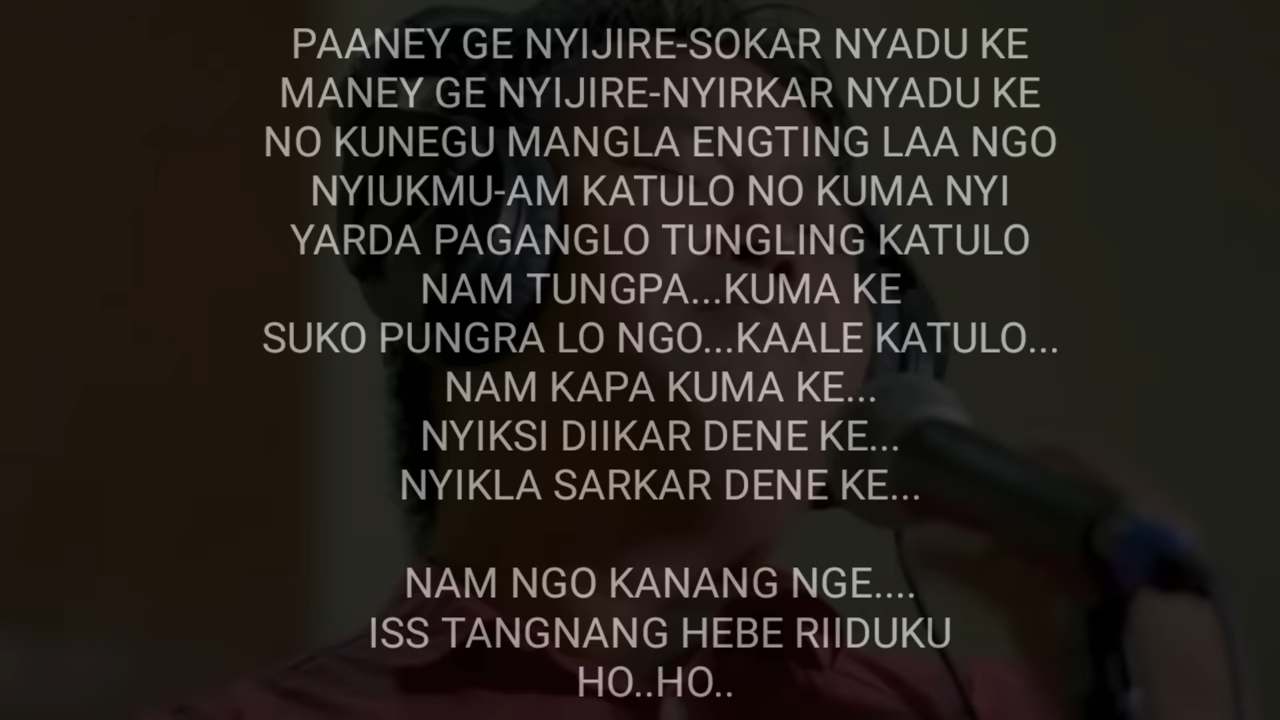 PAANEY GE NYIJIRE-SOKAR NYADU KE
MANEY GE NYIJIRE-NYIRKAR NYADU KE
NO KUNEGU MANGLA ENGTING LAA NGO
NYIUKMU-AM KATULO NO KUMA NYI
YARDA PAGANGLO TUNGLING KATULO
NAM TUNGPA...KUMA KE
SUKO PUNGRA LO NGO...KAALE KATULO...
NAM KAPA KUMA KE...
NYIKSI DIIKAR DENE KE...
NYIKLA SARKAR DENE KE...
NAM NGO KANANG NGE....
ISS TANGNANG HEBE RIIDUKU
HO..HO..